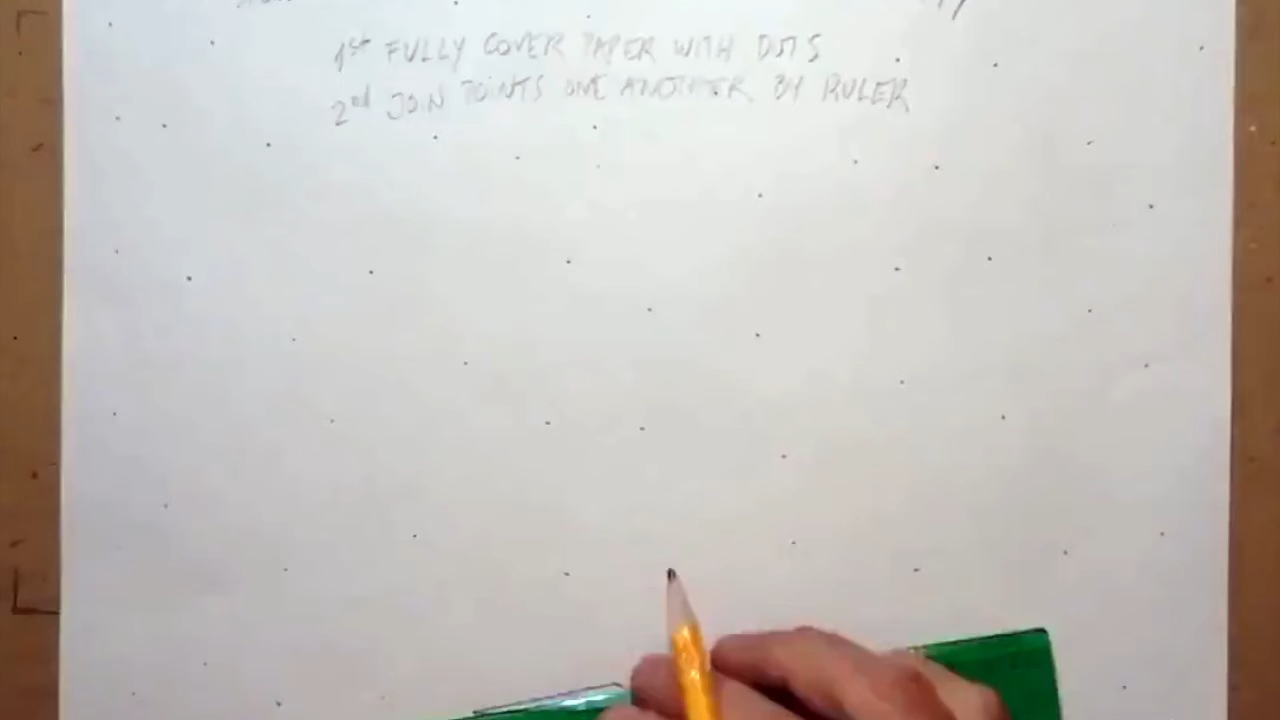 1st FULLY COVER PAPER WITH DOTS
2nd JOIN POINTS ONE ANOTHER BY RULER